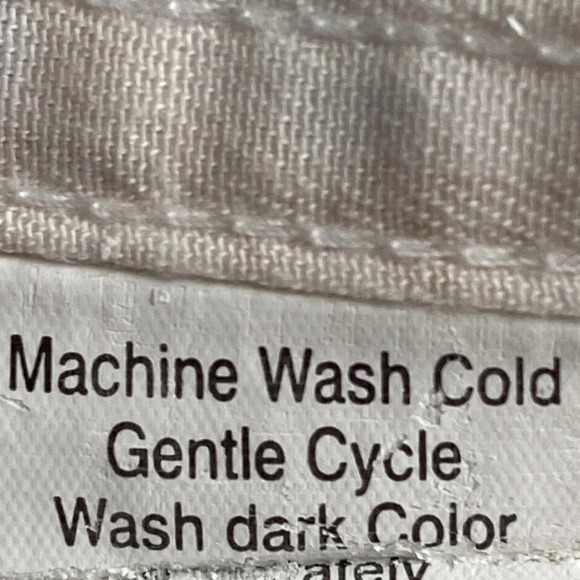 Machine Wash Cold
Gentle Cycle
Wash dark Color